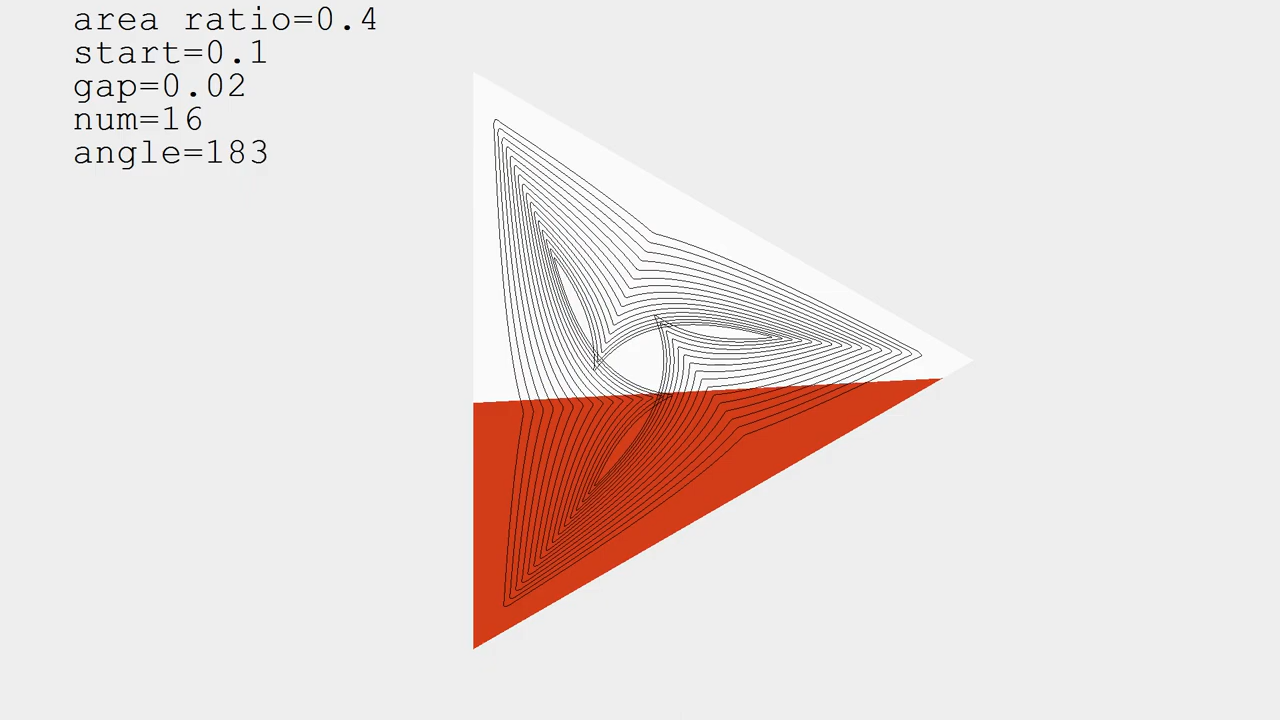 area ratio=0.4
start=0.1
gap=0.02
num=16
angle=183